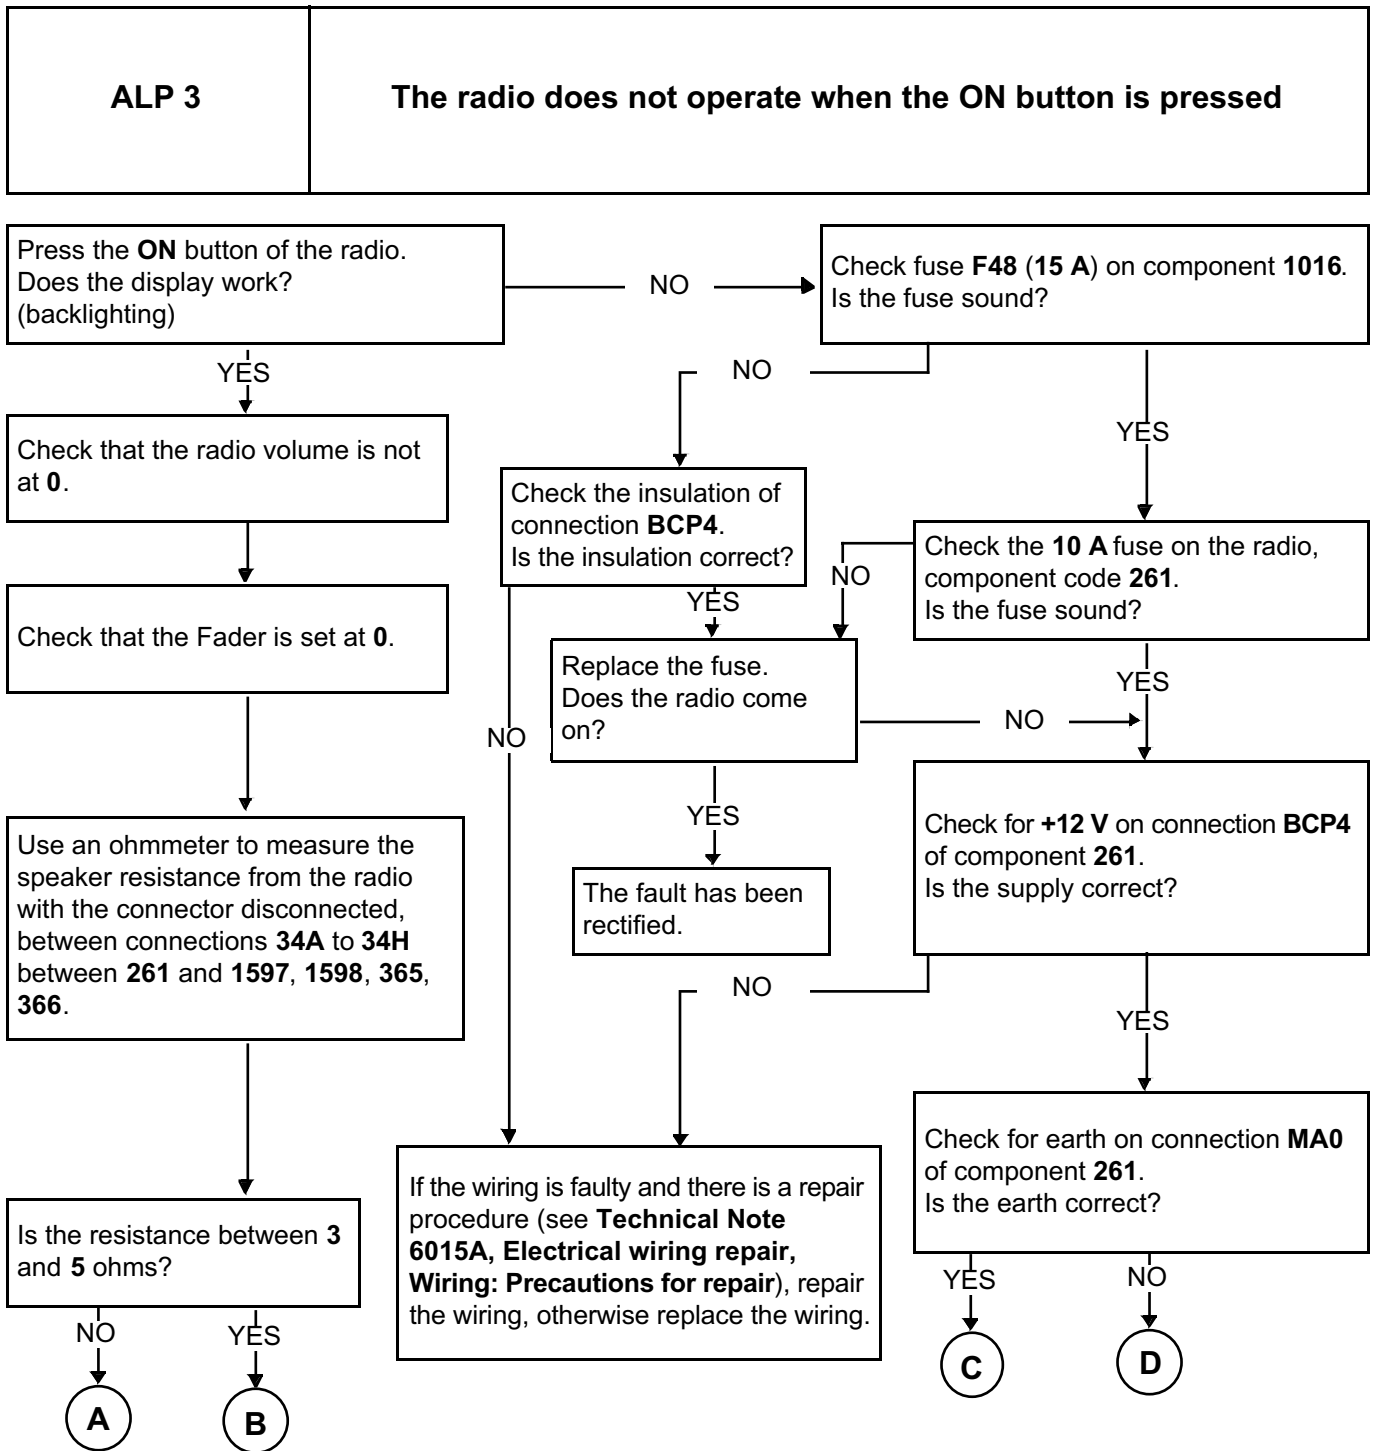 ALP 3
The radio does not operate when the ON button is pressed
Press the ON button of the radio.
Does the display work?
(backlighting)
NO
Check fuse F48 (15 A) on component 1016.
Is the fuse sound?
YES
NO
YES
Check that the radio volume is not
at 0.
Check the insulation of
connection BCP4.
Is the insulation correct?
Check the 10 A fuse on the radio,
component code 261.
Is the fuse sound?
NO
YES
Check that the Fader is set at 0.
Replace the fuse.
Does the radio come
on?
YES
NO
NO
YES
Use an ohmmeter to measure the
speaker resistance from the radio
with the connector disconnected,
between connections 34A to 34H
between 261 and 1597, 1598, 365,
366.
The fault has been
rectified.
Check for +12 V on connection BCP4
of component 261.
Is the supply correct?
NO
YES
Is the resistance between 3
and 5 ohms?
If the wiring is faulty and there is a repair
procedure (see Technical Note
6015A, Electrical wiring repair,
Wiring: Precautions for repair), repair
the wiring, otherwise replace the wiring.
Check for earth on connection MA0
of component 261.
Is the earth correct?
NO
YES
YES
NO
A
B
C
D